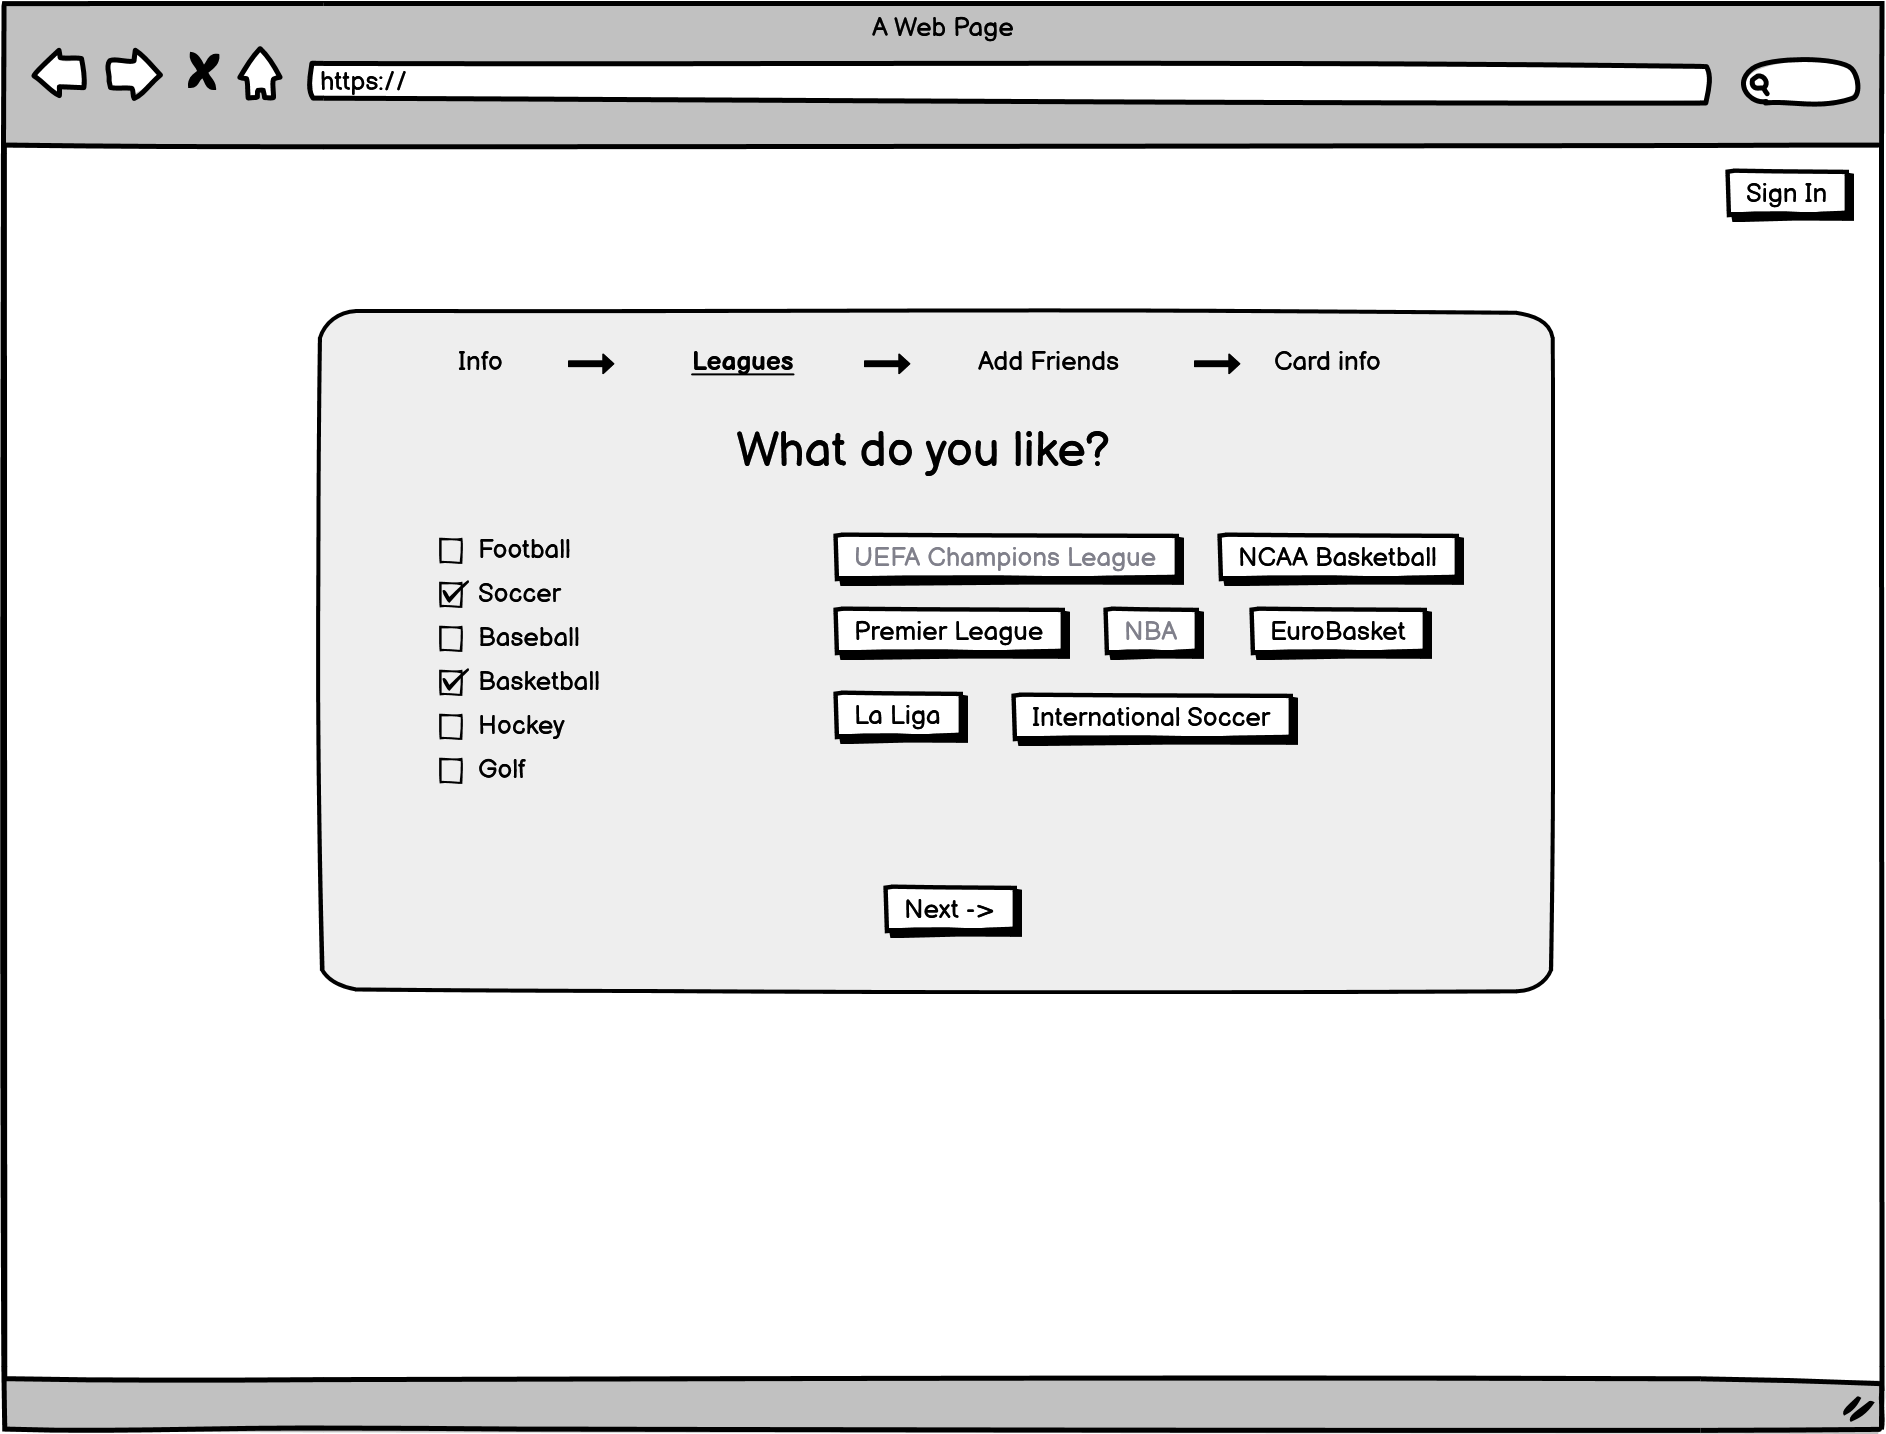 A Web Page
https://
Sign In
Info Leagues Add Friends Card info
What do you like?
Football
Soccer
Baseball
Basketball
Hockey
Golf
UEFA Champions League NCAA Basketball
Premier League NBA EuroBasket
La Liga International Soccer
Next ->